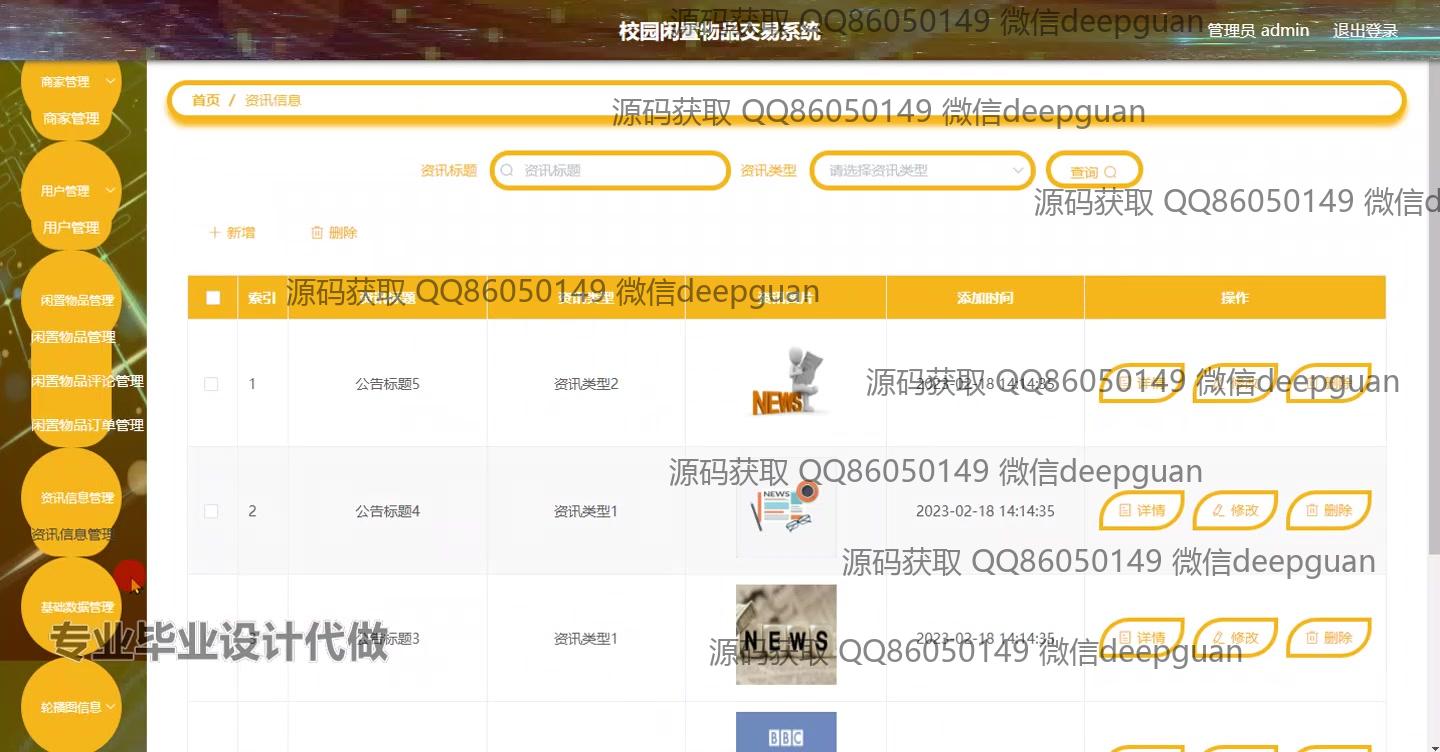 校园闲置物品交易系统
源码获取 QQ86050149 微信deepguan
管理员 admin
退出登录
商家管理
商家管理
用户管理
用户管理
闲置物品管理
闲置物品管理
闲置物品评论管理
闲置物品订单管理
资讯信息管理
资讯信息管理
基础数据管理
轮播图信息
首页 / 资讯信息
源码获取 QQ86050149 微信deepguan
资讯标题 资讯标题 资讯类型 请选择资讯类型 查询
源码获取 QQ86050149 微信d
新增 删除
索引 资讯标题 资讯类型 资讯图片 添加时间 操作
源码获取 QQ86050149 微信deepguan
1 公告标题5 资讯类型2 NEWS 2023-02-18 14:14:35 详情 修改 删除
源码获取 QQ86050149 微信deepguan
源码获取 QQ86050149 微信deepguan
2 公告标题4 资讯类型1 NEWS 2023-02-18 14:14:35 详情 修改 删除
源码获取 QQ86050149 微信deepguan
3 公告标题3 资讯类型1 NEWS 2023-02-18 14:14:35 详情 修改 删除
专业毕业设计代做
源码获取 QQ86050149 微信deepguan
BBC